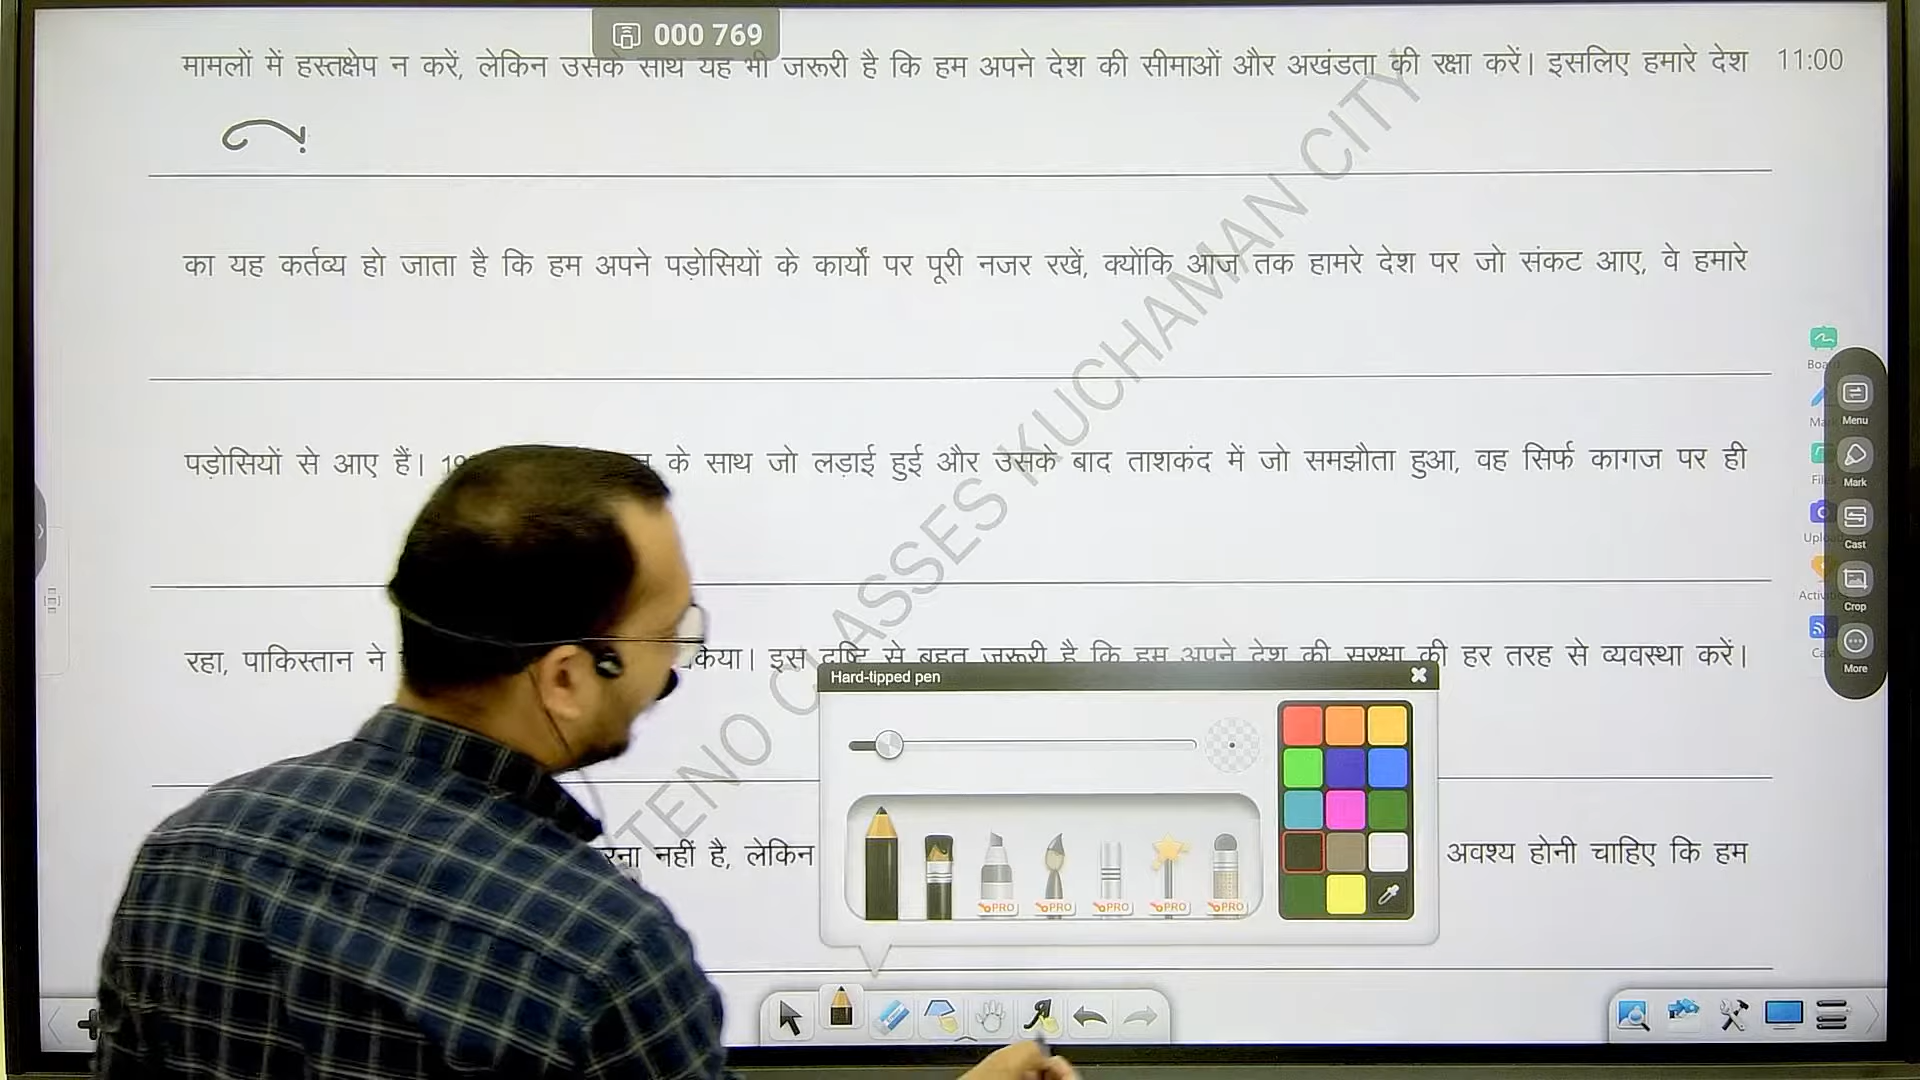 000 769
मामलों में हस्तक्षेप न करें, लेकिन उसके साथ यह भी जरूरी है कि हम अपने देश की सीमाओं और अखंडता की रक्षा करें। इसलिए हमारे देश
11:00
का यह कर्तव्य हो जाता है कि हम अपने पड़ोसियों के कार्यों पर पूरी नजर रखें, क्योंकि आज तक हामरे देश पर जो संकट आए, वे हमारे
पड़ोसियों से आए हैं। के साथ जो लड़ाई हुई और उसके बाद ताशकंद में जो समझौता हुआ, वह सिर्फ कागज पर ही
रहा, पाकिस्तान ने किया। इस दृष्टि से बहुत जरूरी है कि हम अपने देश की सुरक्षा की हर तरह से व्यवस्था करें।
नहीं है, लेकिन अवश्य होनी चाहिए कि हम
STENO CLASSES KUCHAMAN CITY
Hard-tipped pen
PRO PRO PRO PRO PRO
Menu
Mark
Cast
Crop
More